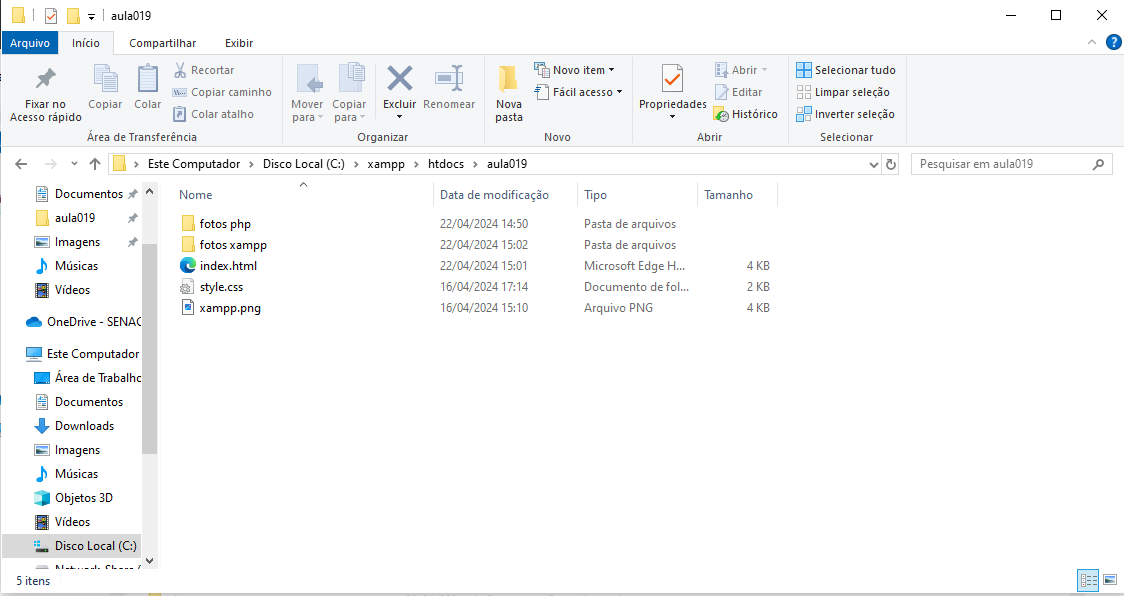 aula019
Arquivo Início Compartilhar Exibir
Fixar no
Acesso rápido
Copiar
Colar
Recortar
Copiar caminho
Colar atalho
Área de Transferência
Mover
para
Copiar
para
Excluir
Renomear
Organizar
Nova
pasta
Novo item
Fácil acesso
Novo
Propriedades
Abrir
Editar
Histórico
Abrir
Selecionar tudo
Limpar seleção
Inverter seleção
Selecionar
Este Computador > Disco Local (C:) > xampp > htdocs > aula019
Pesquisar em aula019
Documentos
aula019
Imagens
Músicas
Vídeos
OneDrive - SENAC
Este Computador
Área de Trabalho
Documentos
Downloads
Imagens
Músicas
Objetos 3D
Vídeos
Disco Local (C:)
Network Share (
Nome Data de modificação Tipo Tamanho
fotos php 22/04/2024 14:50 Pasta de arquivos
fotos xampp 22/04/2024 15:02 Pasta de arquivos
index.html 22/04/2024 15:01 Microsoft Edge H... 4 KB
style.css 16/04/2024 17:14 Documento de fol... 2 KB
xampp.png 16/04/2024 15:10 Arquivo PNG 4 KB
5 itens